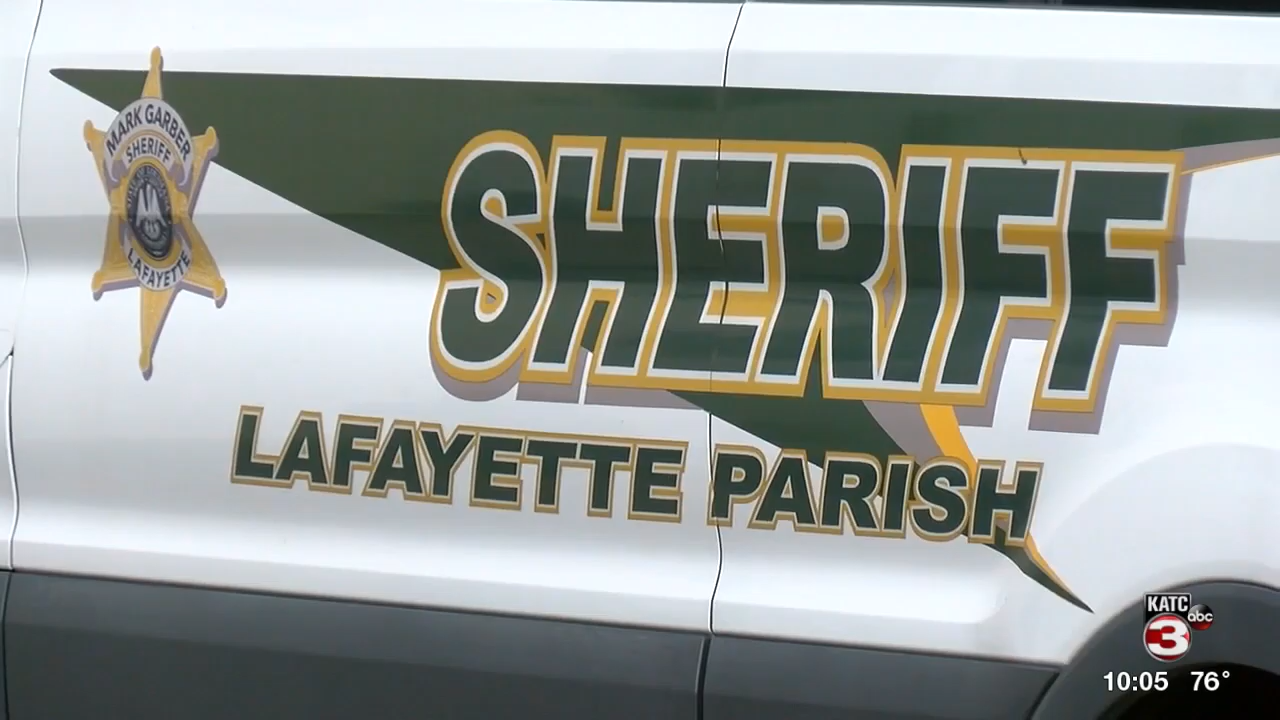 MARK GARBER
SHERIFF
LAFAYETTE
SHERIFF
LAFAYETTE PARISH
KATC
abc
3
10:05 76°